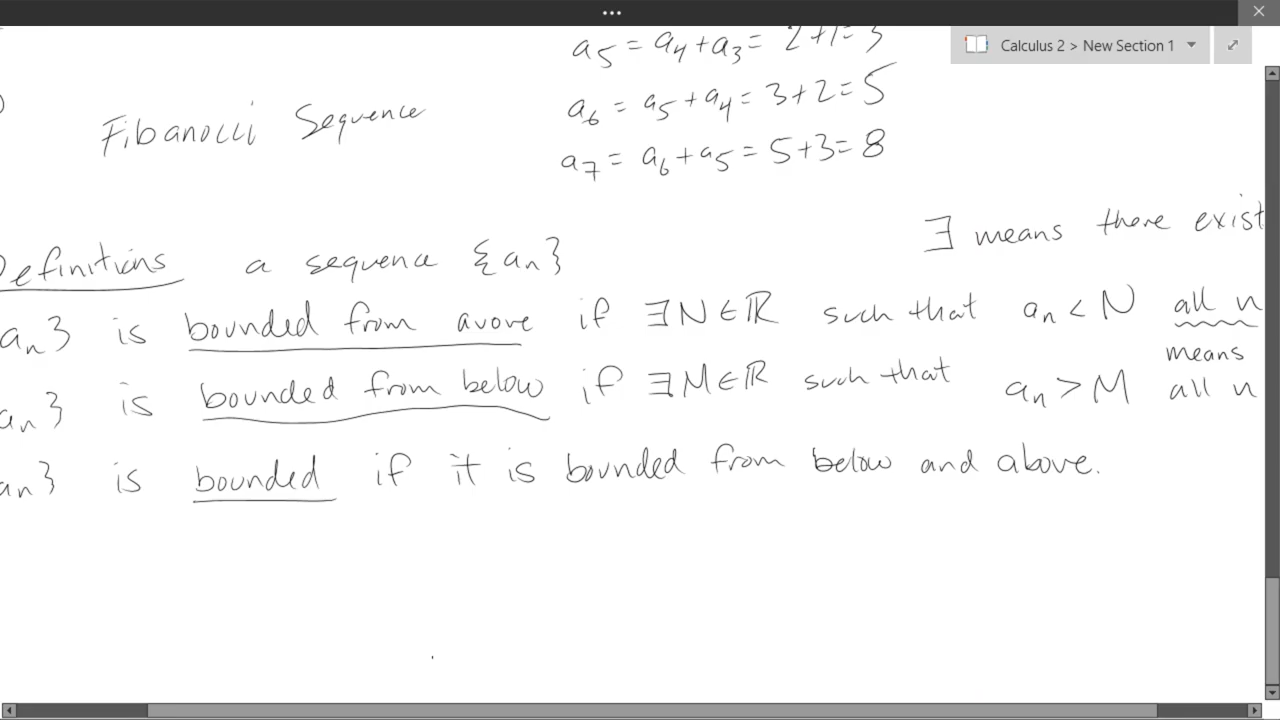 Calculus 2 > New Section 1
a₅ = a₄ + a₃ = 2+1=3
a₆ = a₅ + a₄ = 3+2=5
Fibanocci Sequence
a₇ = a₆ + a₅ = 5+3=8
∃ means there exist
Definitions a sequence {aₙ}
aₙ} is bounded from avove if ∃N∈ℝ such that aₙ < N all n
means
aₙ} is bounded from below if ∃M∈ℝ such that aₙ > M all n
aₙ} is bounded if it is bounded from below and above.